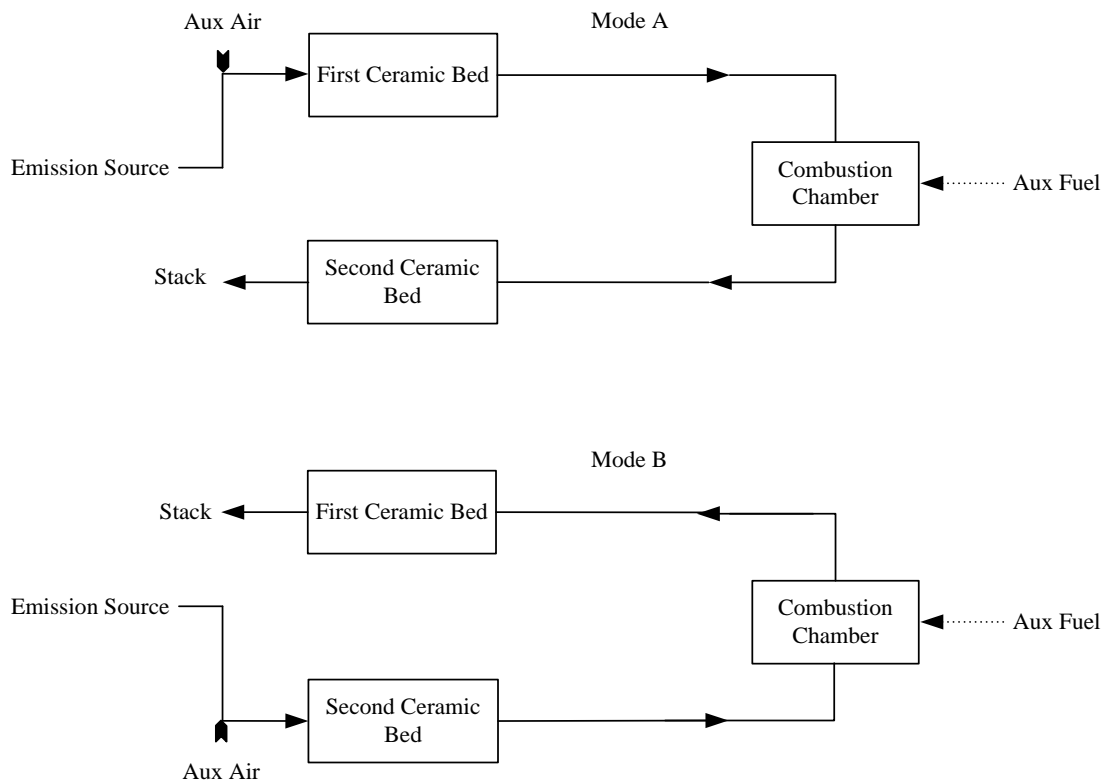 Aux Air
Mode A
First Ceramic Bed
Emission Source
Combustion
Chamber
Aux Fuel
Stack
Second Ceramic
Bed
Mode B
Stack
First Ceramic Bed
Emission Source
Combustion
Chamber
Aux Fuel
Second Ceramic
Bed
Aux Air